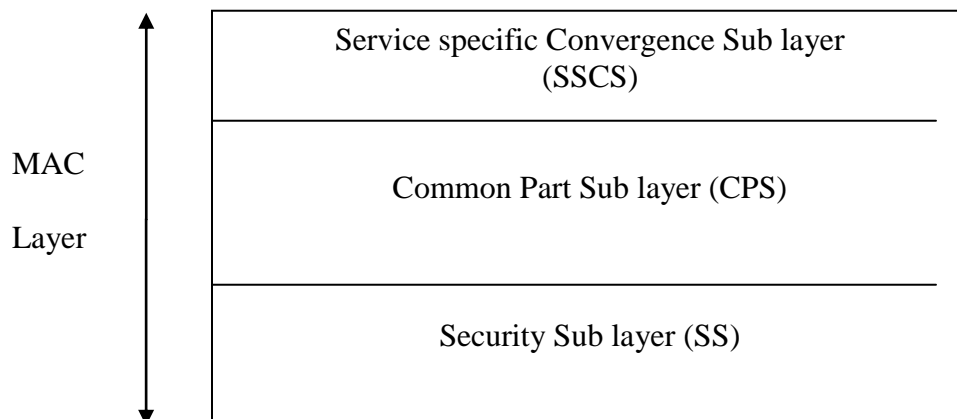 Service specific Convergence Sub layer
(SSCS)
MAC
Layer
Common Part Sub layer (CPS)
Security Sub layer (SS)